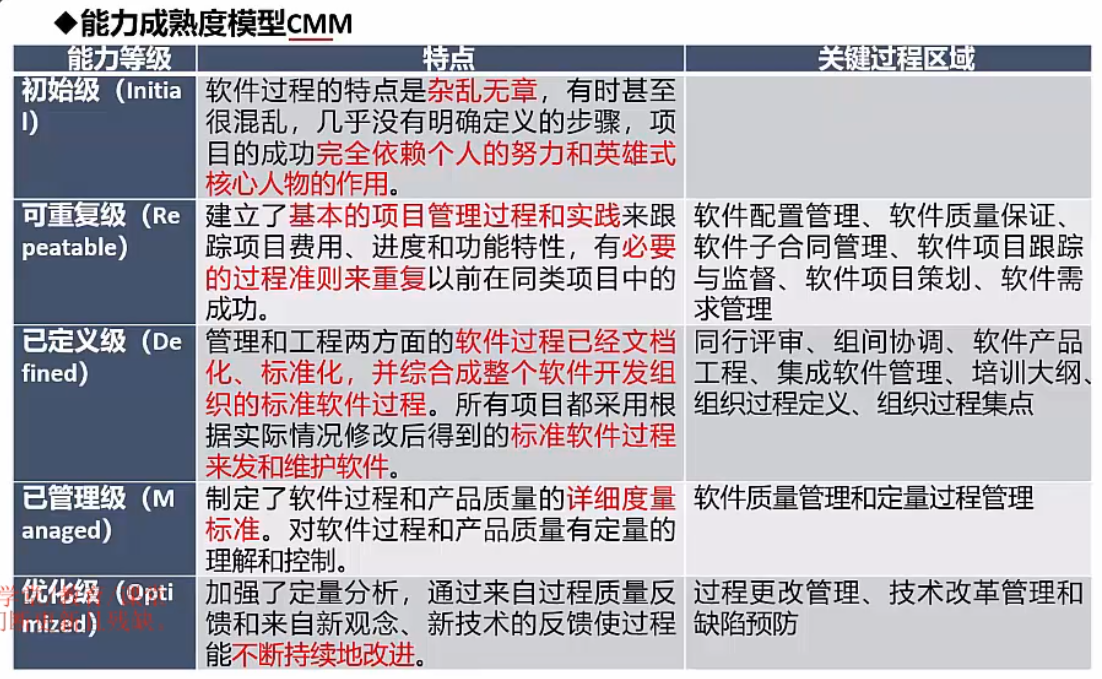 ◆能力成熟度模型CMM
能力等级 特点 关键过程区域
初始级（Initia
l）
软件过程的特点是杂乱无章，有时甚至
很混乱，几乎没有明确定义的步骤，项
目的成功完全依赖个人的努力和英雄式
核心人物的作用。
可重复级（Re
peatable）
建立了基本的项目管理过程和实践来跟
踪项目费用、进度和功能特性，有必要
的过程准则来重复以前在同类项目中的
成功。
软件配置管理、软件质量保证、
软件子合同管理、软件项目跟踪
与监督、软件项目策划、软件需
求管理
已定义级（De
fined）
管理和工程两方面的软件过程已经文档
化、标准化，并综合成整个软件开发组
织的标准软件过程。所有项目都采用根
据实际情况修改后得到的标准软件过程
来发和维护软件。
同行评审、组间协调、软件产品
工程、集成软件管理、培训大纲、
组织过程定义、组织过程集点
已管理级（M
anaged）
制定了软件过程和产品质量的详细度量
标准。对软件过程和产品质量有定量的
理解和控制。
软件质量管理和定量过程管理
优化级（Opti
mized）
加强了定量分析，通过来自过程质量反
馈和来自新观念、新技术的反馈使过程
能不断持续地改进。
过程更改管理、技术改革管理和
缺陷预防